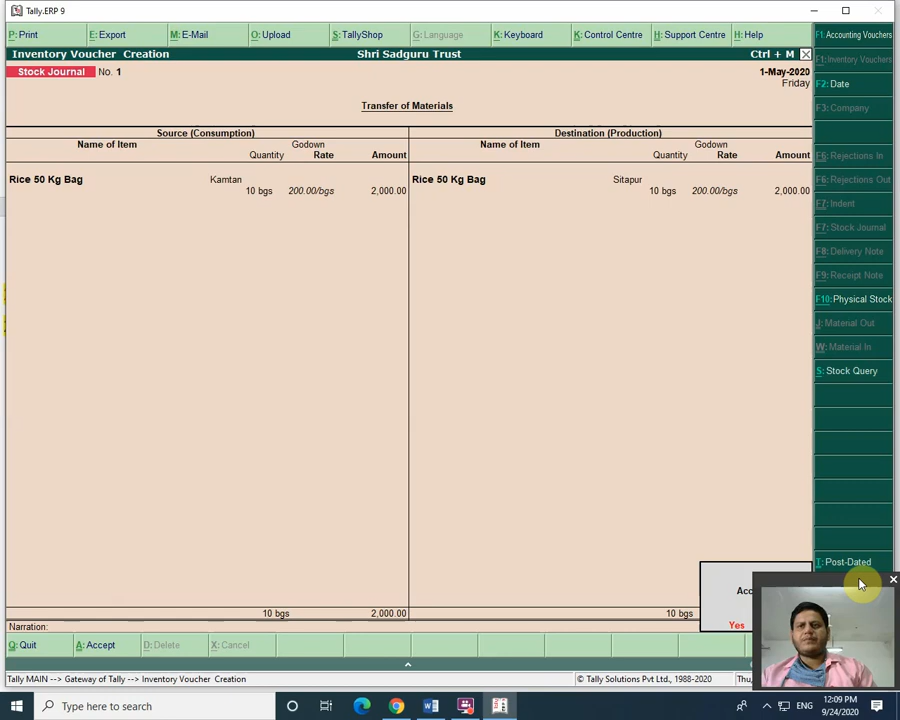 Tally.ERP 9
P: Print E: Export M: E-Mail O: Upload S: TallyShop G: Language K: Keyboard K: Control Centre H: Support Centre H: Help
F1: Accounting Vouchers
Inventory Voucher Creation Shri Sadguru Trust Ctrl + M
F1: Inventory Vouchers
Stock Journal No. 1 1-May-2020
Friday
F2: Date
Transfer of Materials
F3: Company
Source (Consumption) Destination (Production)
Name of Item Godown Name of Item Godown
Quantity Rate Amount Quantity Rate Amount
F6: Rejections In
Rice 50 Kg Bag Kamtan Rice 50 Kg Bag Sitapur
F6: Rejections Out
10 bgs 200.00/bgs 2,000.00 10 bgs 200.00/bgs 2,000.00
F7: Indent
F7: Stock Journal
F8: Delivery Note
F9: Receipt Note
F10: Physical Stock
J: Material Out
W: Material In
S: Stock Query
T: Post-Dated
10 bgs 2,000.00 10 bgs
Yes
Narration:
Q: Quit A: Accept D: Delete X: Cancel
Tally MAIN --> Gateway of Tally --> Inventory Voucher Creation © Tally Solutions Pvt Ltd., 1988-2020 Thu,
Type here to search
ENG
12:09 PM
9/24/2020